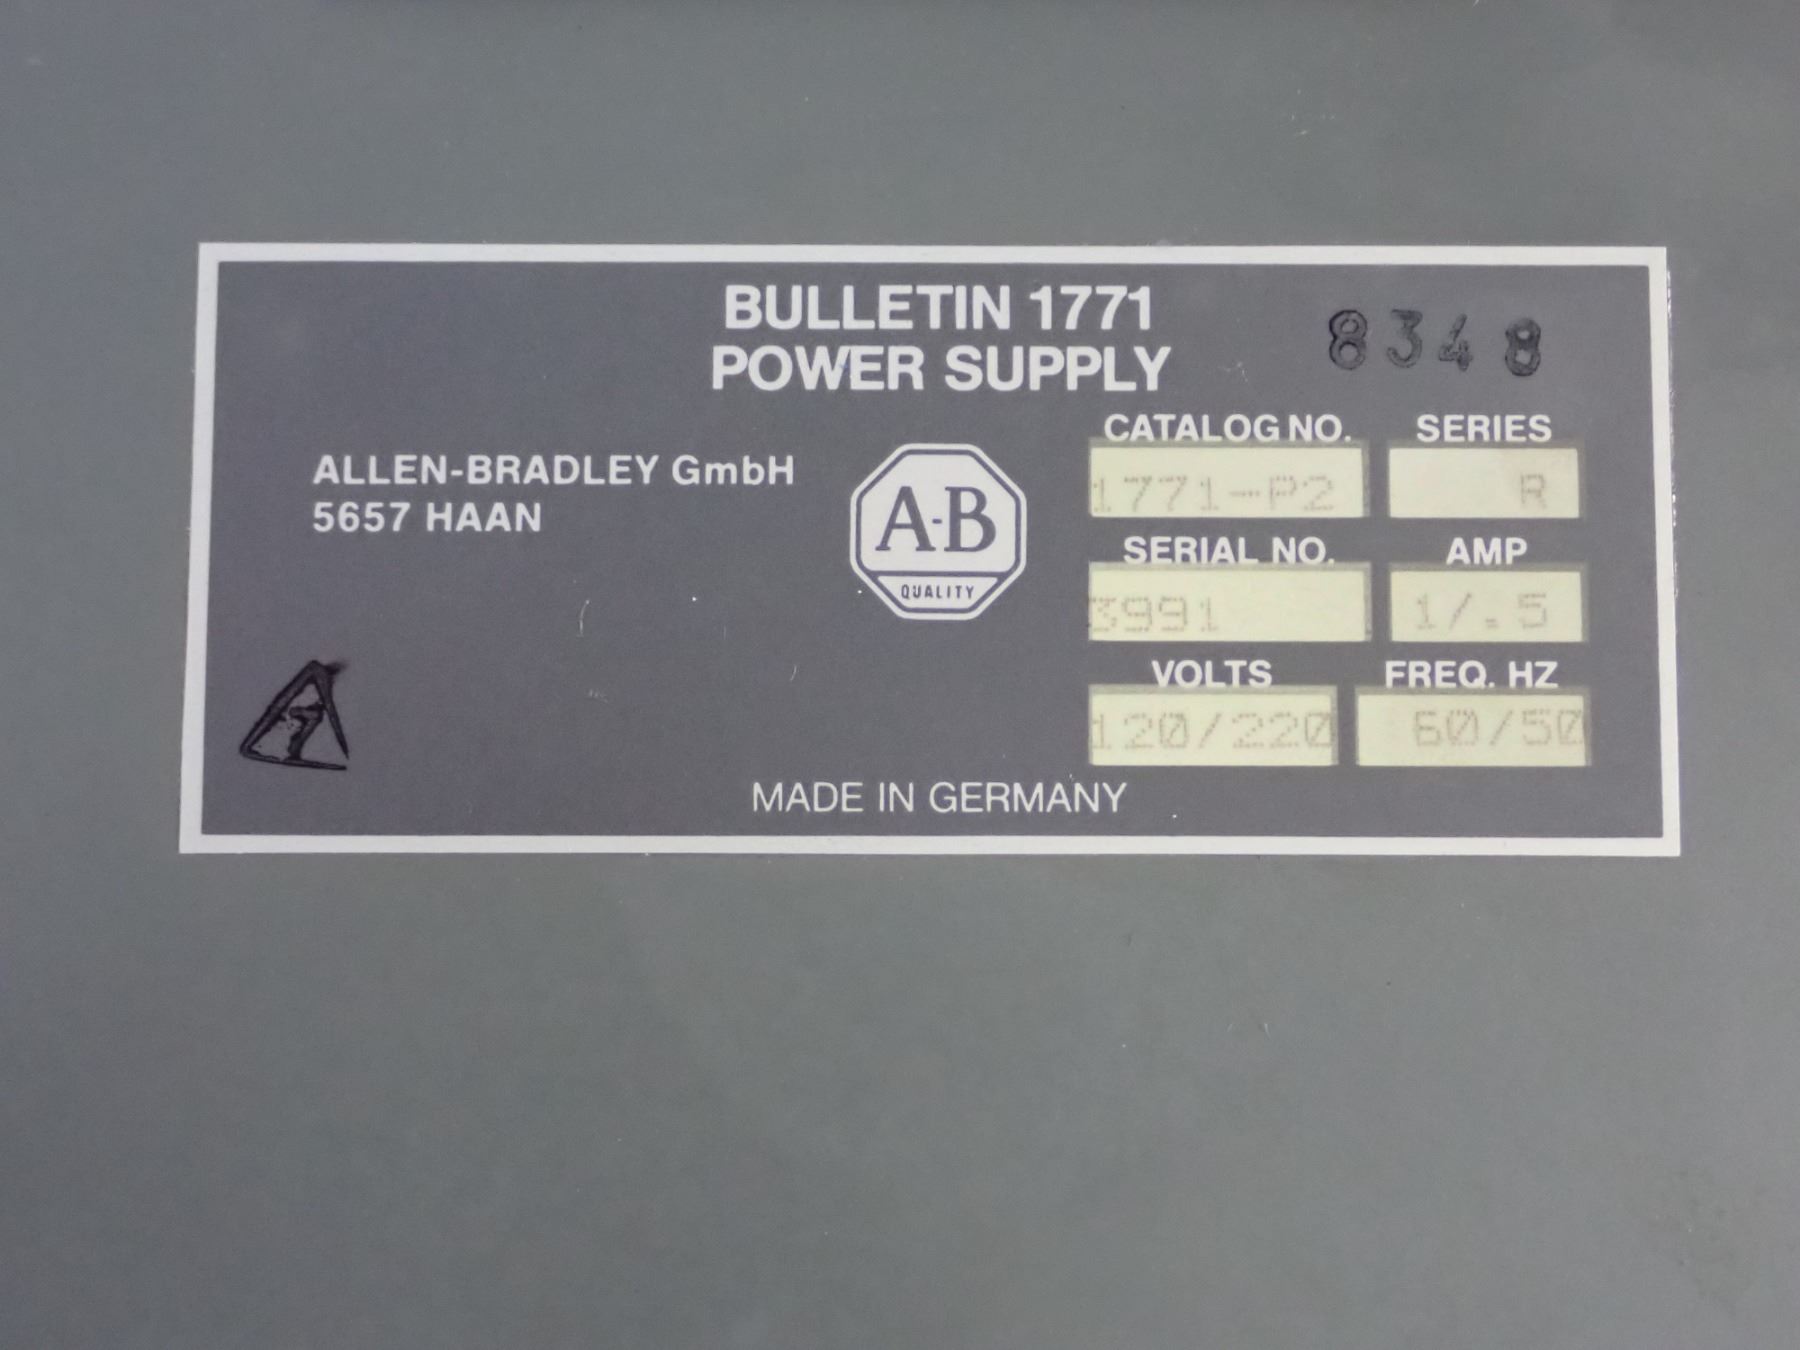 BULLETIN 1771
POWER SUPPLY
8348
ALLEN-BRADLEY GmbH
5657 HAAN
A-B
QUALITY
CATALOG NO. SERIES
1771-P2 R
SERIAL NO. AMP
3991 1/.5
VOLTS FREQ. HZ
120/220 60/50
MADE IN GERMANY